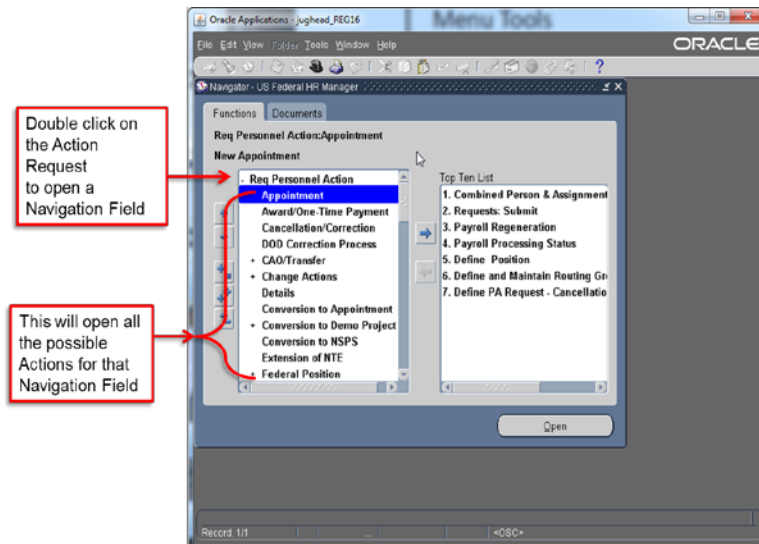 Menu Tools
Oracle Applications - jughead_REG16
File Edit View Folder Tools Window Help
ORACLE
Navigator - US Federal HR Manager
Functions
Documents
Req Personnel Action:Appointment
New Appointment
- Req Personnel Action
Appointment
Award/One-Time Payment
Cancellation/Correction
DOD Correction Process
+ CAO/Transfer
+ Change Actions
Details
Conversion to Appointment
+ Conversion to Demo Project
Conversion to NSPS
Extension of NTE
+ Federal Position
Top Ten List
1. Combined Person & Assignment
2. Requests: Submit
3. Payroll Regeneration
4. Payroll Processing Status
5. Define Position
6. Define and Maintain Routing Gr
7. Define PA Request - Cancellatio
Open
Record: 1/1
...
<OSC>
Double click on
the Action
Request
to open a
Navigation Field
This will open all
the possible
Actions for that
Navigation Field